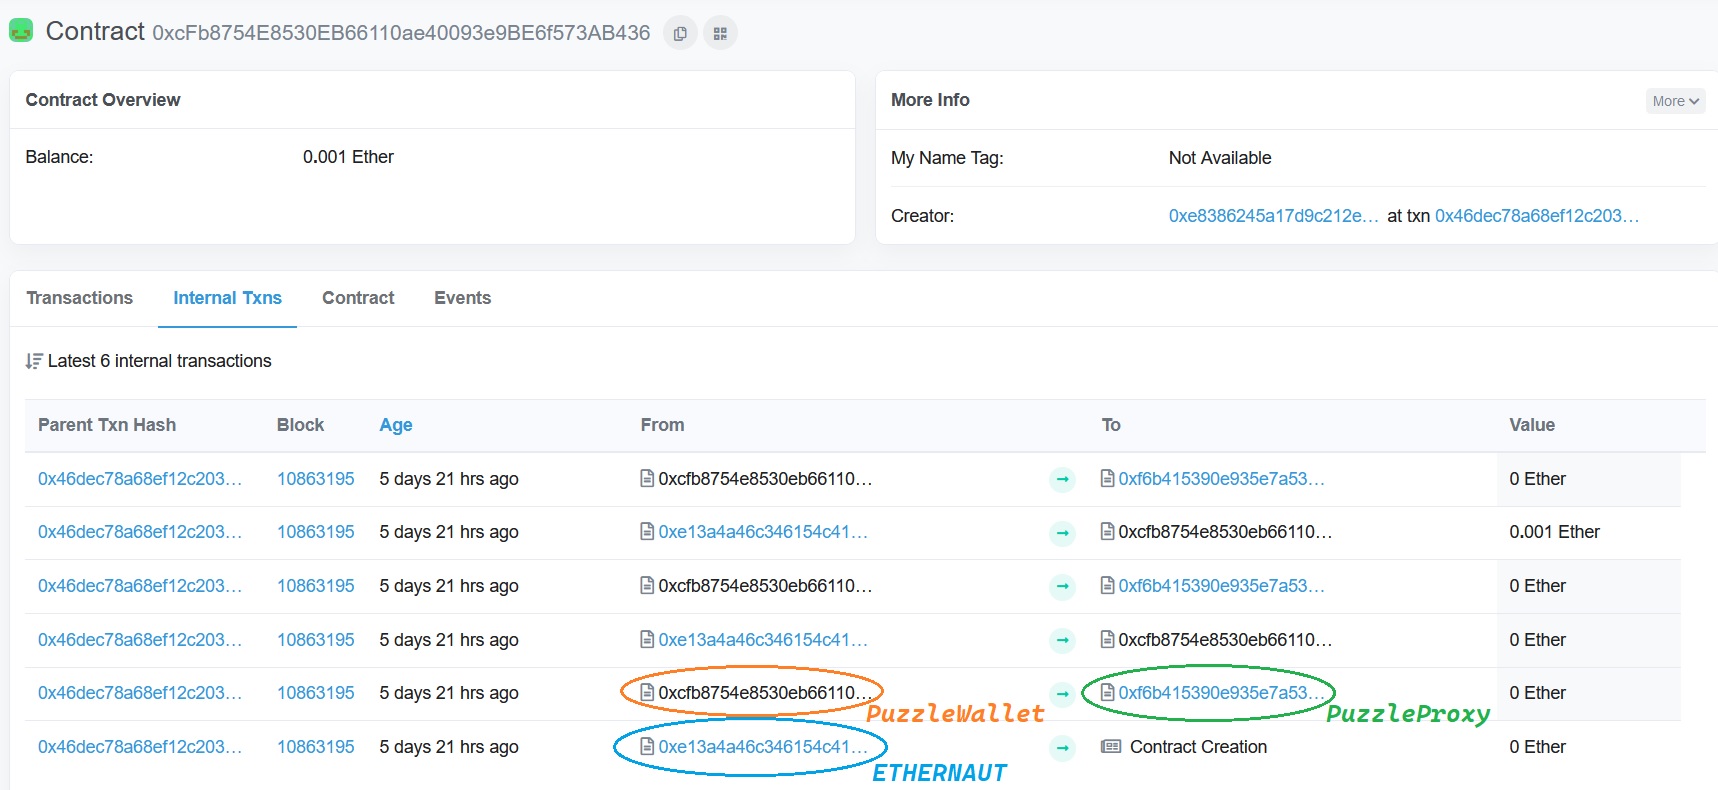 Contract 0xcFb8754E8530EB66110ae40093e9BE6f573AB436
Contract Overview
Balance: 0.001 Ether
More Info
More
My Name Tag: Not Available
Creator: 0xe8386245a17d9c212e... at txn 0x46dec78a68ef12c203...
Transactions Internal Txns Contract Events
Latest 6 internal transactions
Parent Txn Hash Block Age From To Value
0x46dec78a68ef12c203... 10863195 5 days 21 hrs ago 0xcfb8754e8530eb66110... 0xf6b415390e935e7a53... 0 Ether
0x46dec78a68ef12c203... 10863195 5 days 21 hrs ago 0xe13a4a46c346154c41... 0xcfb8754e8530eb66110... 0.001 Ether
0x46dec78a68ef12c203... 10863195 5 days 21 hrs ago 0xcfb8754e8530eb66110... 0xf6b415390e935e7a53... 0 Ether
0x46dec78a68ef12c203... 10863195 5 days 21 hrs ago 0xe13a4a46c346154c41... 0xcfb8754e8530eb66110... 0 Ether
0x46dec78a68ef12c203... 10863195 5 days 21 hrs ago 0xcfb8754e8530eb66110... 0xf6b415390e935e7a53... 0 Ether
PuzzleWallet PuzzleProxy
0x46dec78a68ef12c203... 10863195 5 days 21 hrs ago 0xe13a4a46c346154c41... Contract Creation 0 Ether
ETHERNAUT